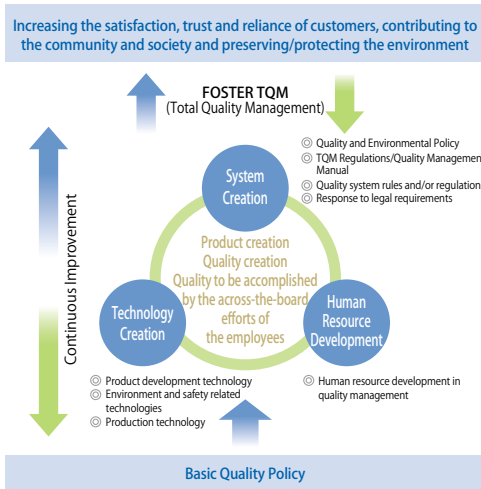 Increasing the satisfaction, trust and reliance of customers, contributing to
the community and society and preserving/protecting the environment
FOSTER TQM
(Total Quality Management)
◎ Quality and Environmental Policy
◎ TQM Regulations/Quality Managemen
Manual
◎ Quality system rules and/or regulation
◎ Response to legal requirements
System
Creation
Continuous Improvement
Product creation
Quality creation
Quality to be accomplished
by the across-the-board
efforts of
the employees
Technology
Creation
Human
Resource
Development
◎ Product development technology
◎ Environment and safety related
technologies
◎ Production technology
◎ Human resource development in
quality management
Basic Quality Policy